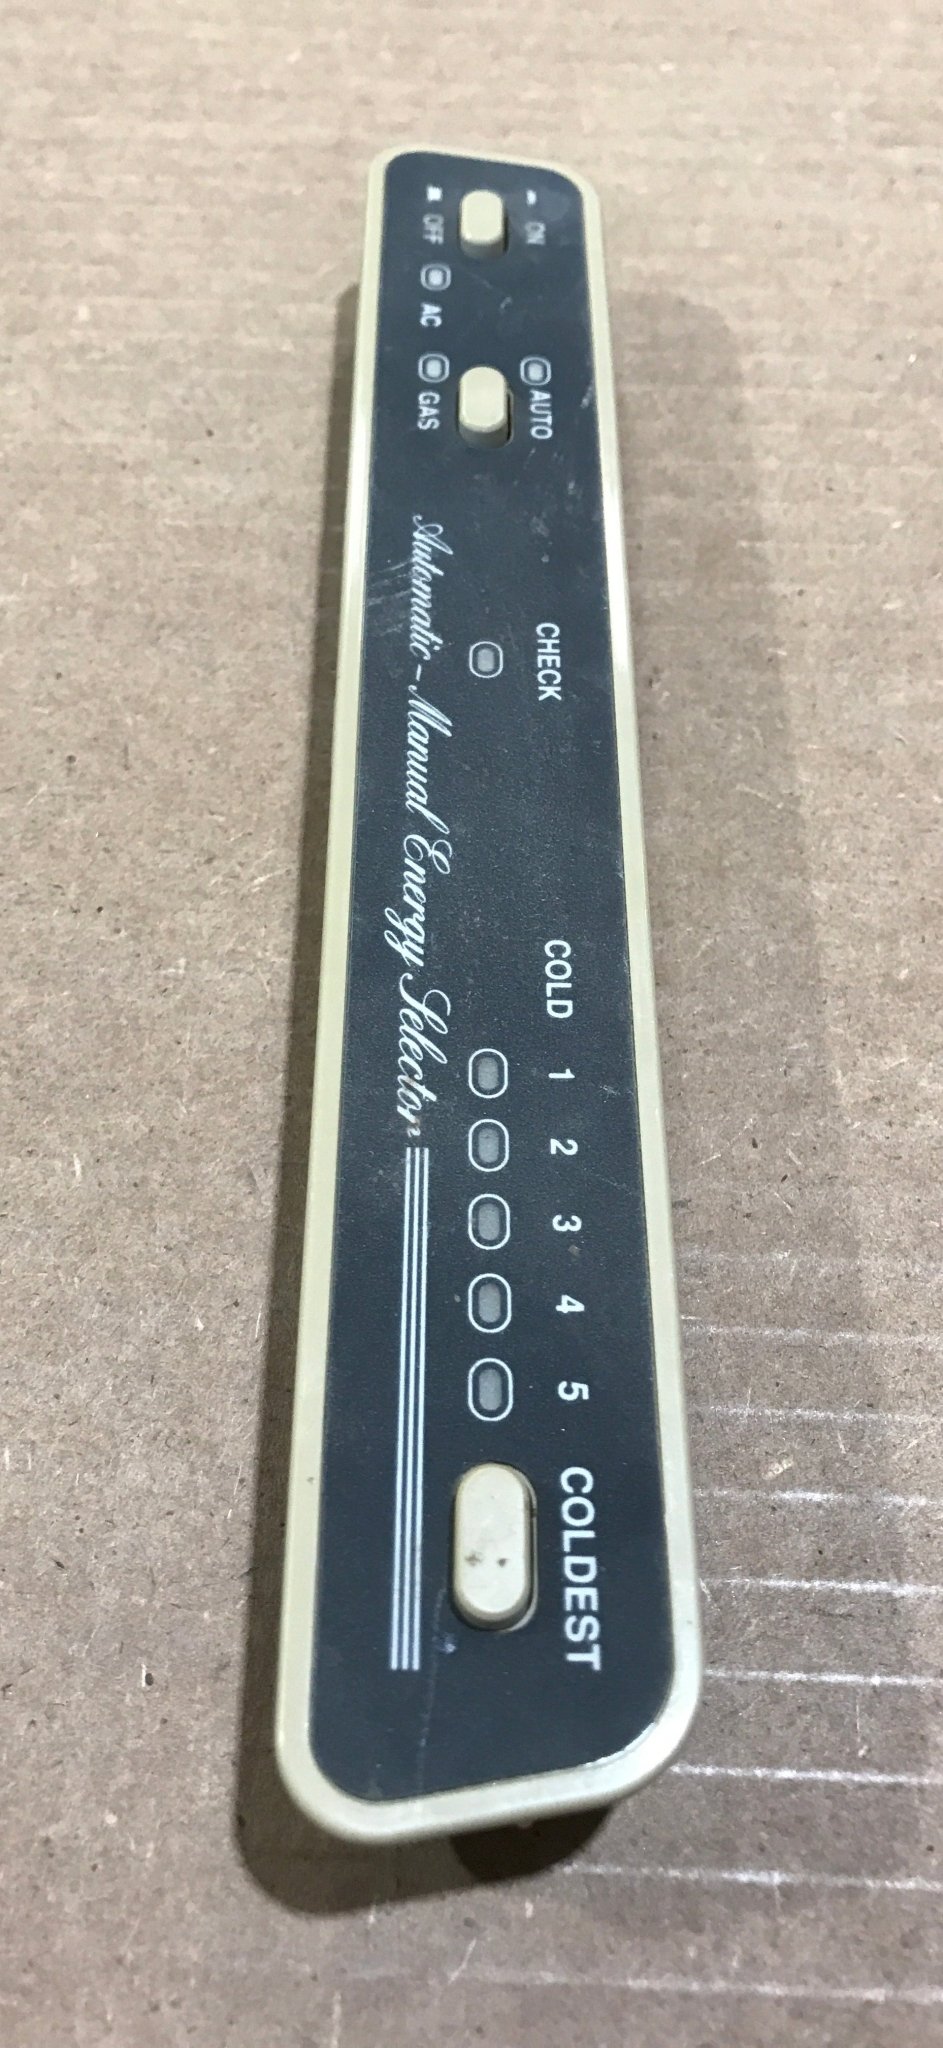 ON AUTO CHECK COLD 1 2 3 4 5 COLDEST
OFF AC GAS
Automatic-Manual Energy Selector